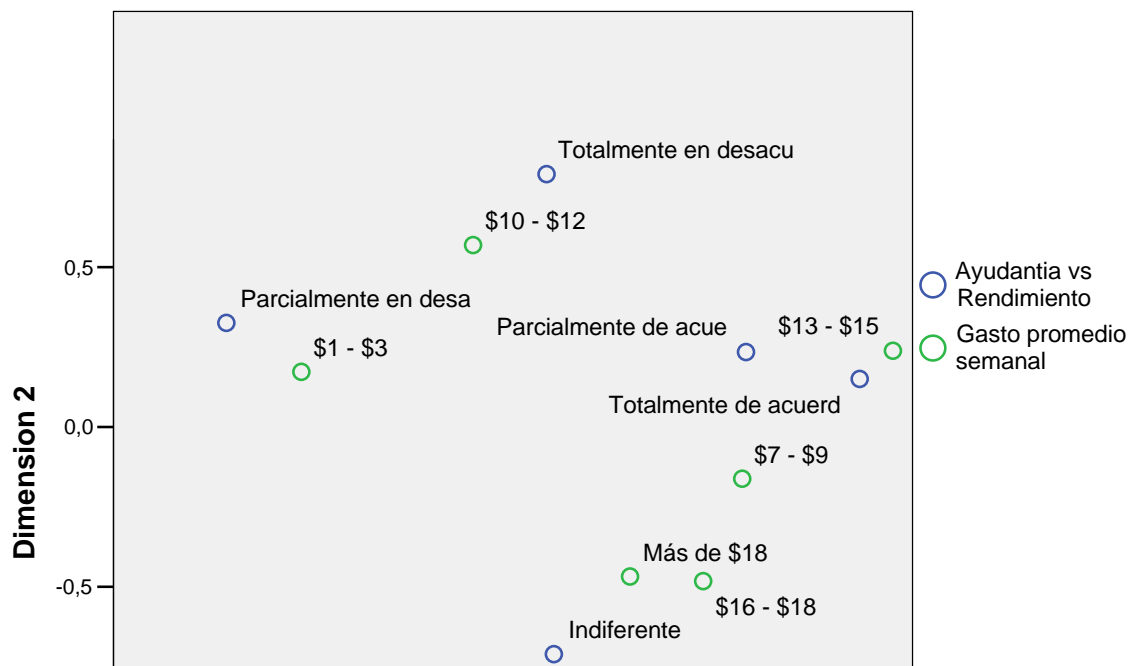 Totalmente en desacu
$10 - $12
0,5
Parcialmente en desa
$1 - $3
Parcialmente de acue
$13 - $15
Totalmente de acuerd
0,0
$7 - $9
Más de $18
-0,5
$16 - $18
Indiferente
Dimension 2
Ayudantia vs
Rendimiento
Gasto promedio
semanal